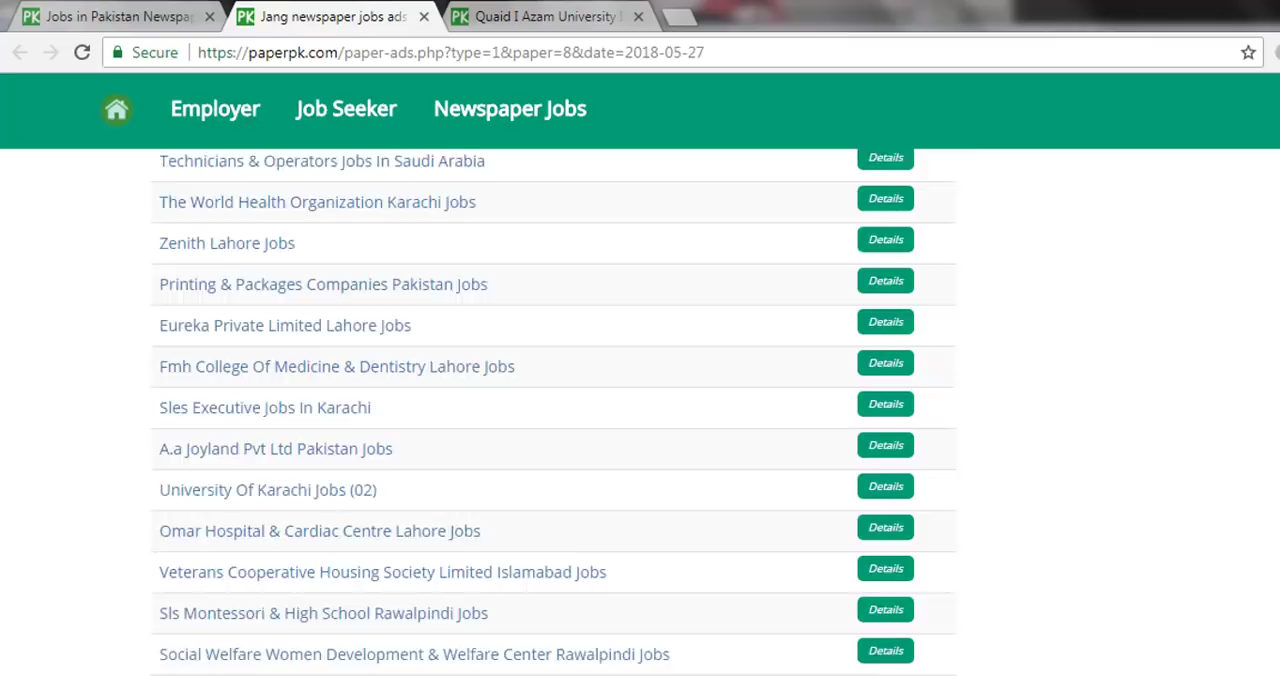 PK Jobs in Pakistan Newspap
PK Jang newspaper jobs ads
PK Quaid I Azam University
Secure https://paperpk.com/paper-ads.php?type=1&paper=8&date=2018-05-27
Employer Job Seeker Newspaper Jobs
Technicians & Operators Jobs In Saudi Arabia Details
The World Health Organization Karachi Jobs Details
Zenith Lahore Jobs Details
Printing & Packages Companies Pakistan Jobs Details
Eureka Private Limited Lahore Jobs Details
Fmh College Of Medicine & Dentistry Lahore Jobs Details
Sles Executive Jobs In Karachi Details
A.a Joyland Pvt Ltd Pakistan Jobs Details
University Of Karachi Jobs (02) Details
Omar Hospital & Cardiac Centre Lahore Jobs Details
Veterans Cooperative Housing Society Limited Islamabad Jobs Details
Sls Montessori & High School Rawalpindi Jobs Details
Social Welfare Women Development & Welfare Center Rawalpindi Jobs Details